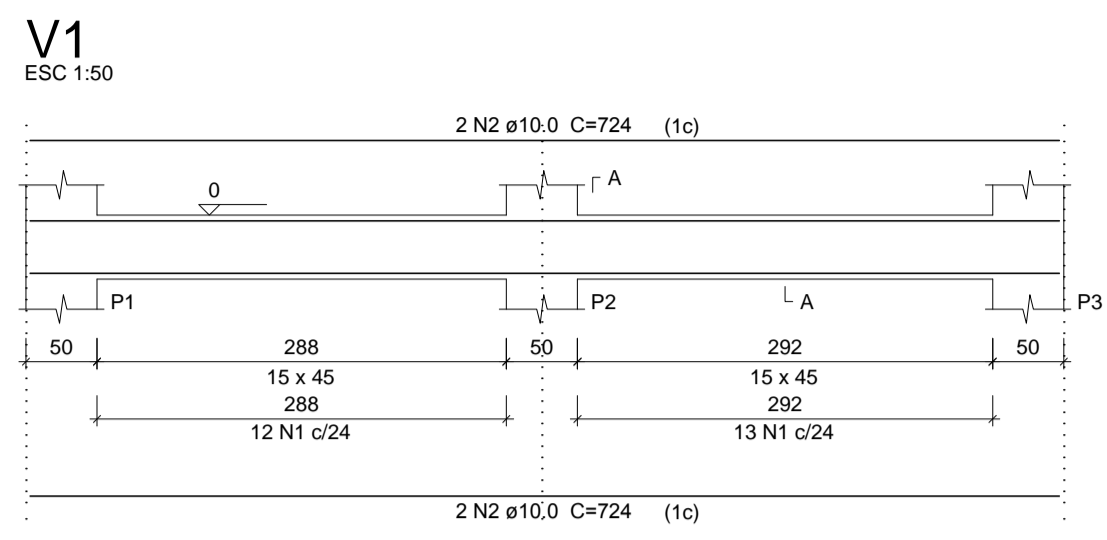 V1
ESC 1:50
2 N2 ø10.0 C=724 (1c)
A
0
P1 P2 A P3
50 288 50 292 50
15 x 45 15 x 45
288 292
12 N1 c/24 13 N1 c/24
2 N2 ø10.0 C=724 (1c)